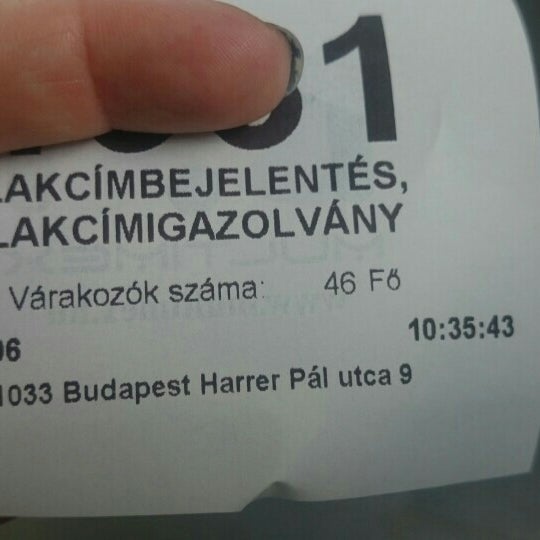 LAKCÍMBEJELENTÉS,
LAKCÍMIGAZOLVÁNY
Várakozók száma: 46 Fő
06 10:35:43
1033 Budapest Harrer Pál utca 9